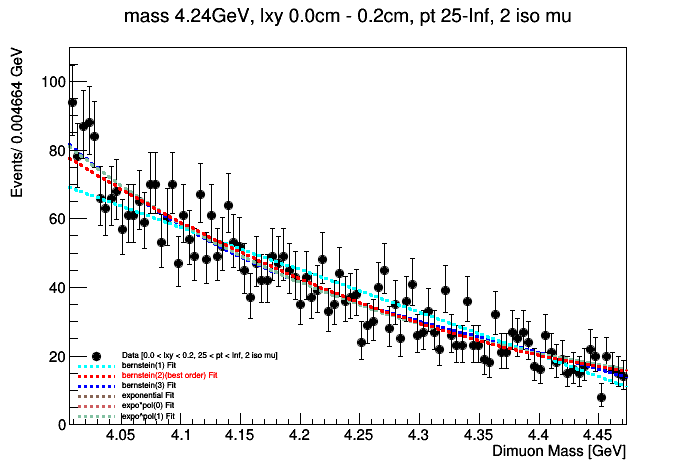 mass 4.24GeV, lxy 0.0cm - 0.2cm, pt 25-Inf, 2 iso mu
Events/ 0.004664 GeV
100
80
60
40
20
0
Data [0.0 < lxy < 0.2, 25 < pt < Inf, 2 iso mu]
bernstein(1) Fit
bernstein(2)(best order) Fit
bernstein(3) Fit
exponential Fit
expo*pol(0) Fit
expo*pol(1) Fit
4.05 4.1 4.15 4.2 4.25 4.3 4.35 4.4 4.45
Dimuon Mass [GeV]